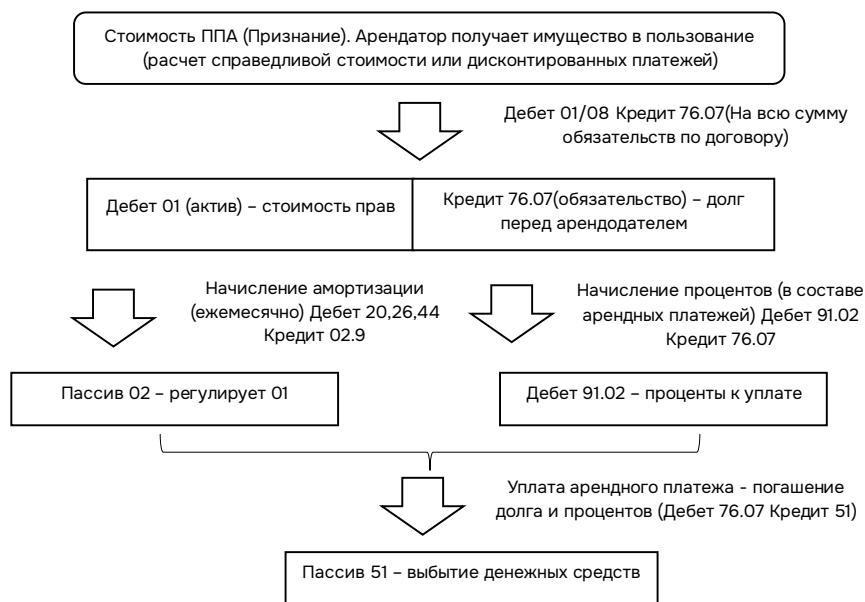 Стоимость ППА (Признание). Арендатор получает имущество в пользование
(расчет справедливой стоимости или дисконтированных платежей)
Дебет 01/08 Кредит 76.07(На всю сумму
обязательств по договору)
Дебет 01 (актив) – стоимость прав
Кредит 76.07(обязательство) – долг
перед арендодателем
Начисление амортизации
(ежемесячно) Дебет 20,26,44
Кредит 02.9
Начисление процентов (в составе
арендных платежей) Дебет 91.02
Кредит 76.07
Пассив 02 – регулирует 01
Дебет 91.02 – проценты к уплате
Уплата арендного платежа - погашение
долга и процентов (Дебет 76.07 Кредит 51)
Пассив 51 – выбытие денежных средств